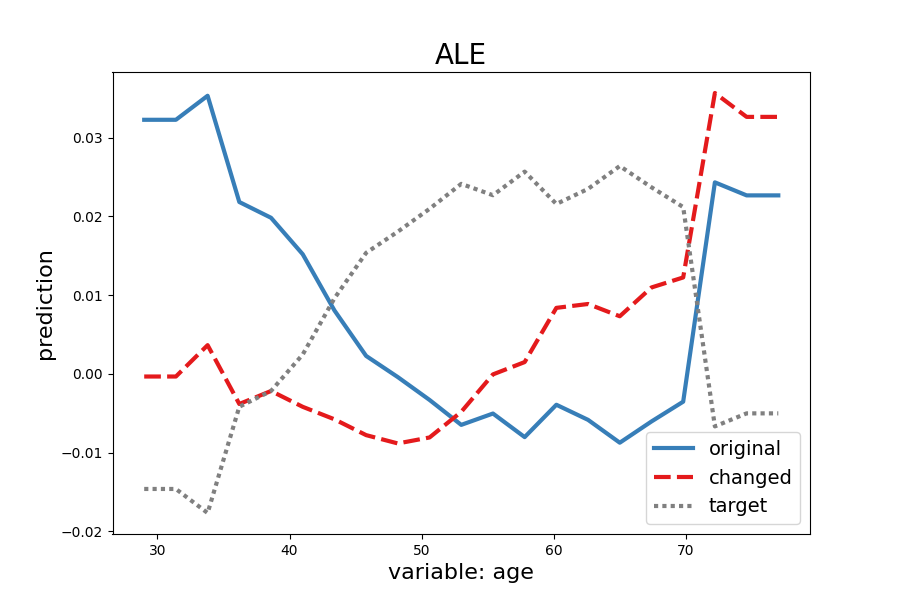 ALE
prediction
0.03
0.02
0.01
0.00
−0.01
−0.02
30 40 50 60 70
variable: age
original
changed
target